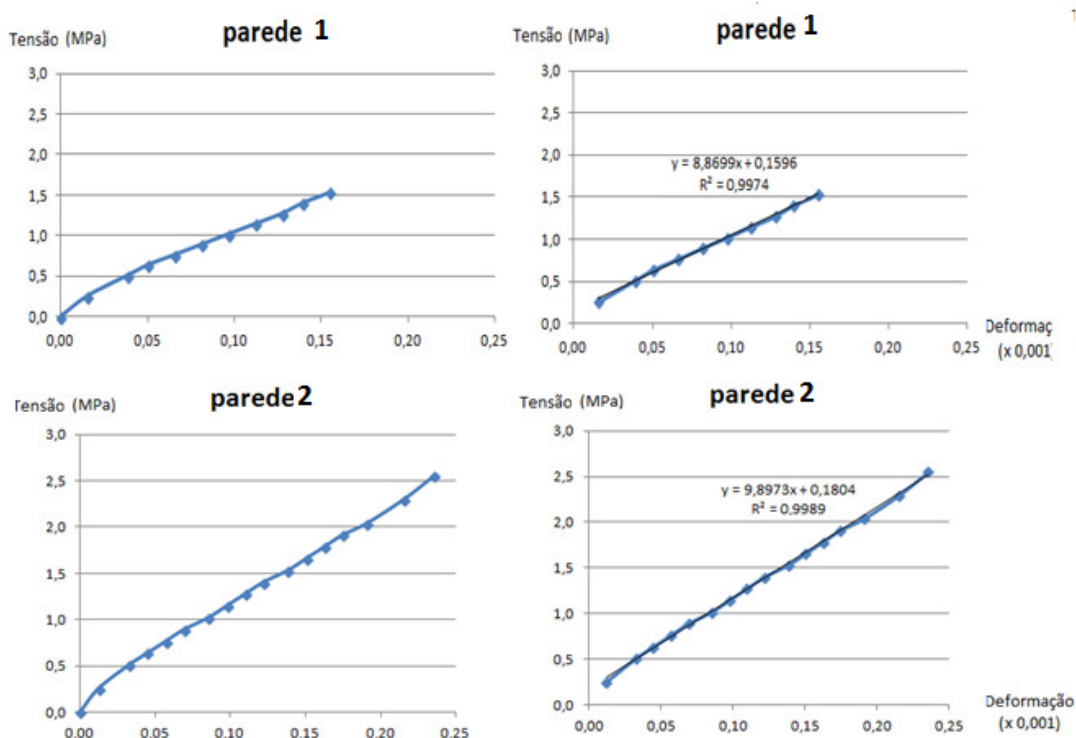 Tensão (MPa)
parede 1
3,0
2,5
2,0
1,5
1,0
0,5
0,0
0,00 0,05 0,10 0,15 0,20 0,25
Tensão (MPa)
parede 1
3,0
2,5
2,0
1,5
1,0
0,5
0,0
y = 8,8699x + 0,1596
R² = 0,9974
0,00 0,05 0,10 0,15 0,20 0,25
Deformaç
(x 0,001)
Tensão (MPa)
parede 2
3,0
2,5
2,0
1,5
1,0
0,5
0,0
0,00 0,05 0,10 0,15 0,20 0,25
Tensão (MPa)
parede 2
3,0
2,5
2,0
1,5
1,0
0,5
0,0
y = 9,8973x + 0,1804
R² = 0,9989
0,00 0,05 0,10 0,15 0,20 0,25
Deformação
(x 0,001)